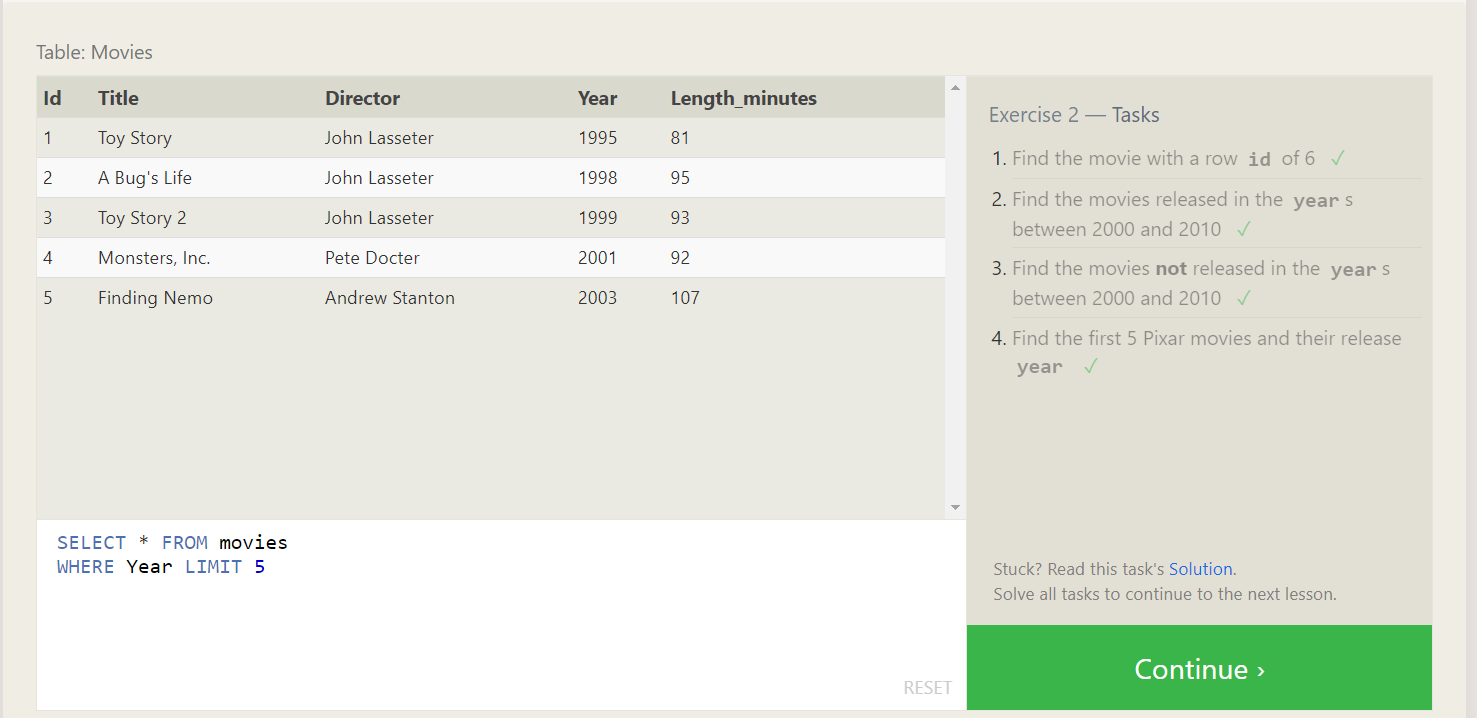 Table: Movies
Id Title Director Year Length_minutes
1 Toy Story John Lasseter 1995 81
2 A Bug's Life John Lasseter 1998 95
3 Toy Story 2 John Lasseter 1999 93
4 Monsters, Inc. Pete Docter 2001 92
5 Finding Nemo Andrew Stanton 2003 107
SELECT * FROM movies
WHERE Year LIMIT 5
RESET
Exercise 2 — Tasks
1. Find the movie with a row id of 6 ✓
2. Find the movies released in the year s
between 2000 and 2010 ✓
3. Find the movies not released in the year s
between 2000 and 2010 ✓
4. Find the first 5 Pixar movies and their release
year ✓
Stuck? Read this task's Solution.
Solve all tasks to continue to the next lesson.
Continue ›